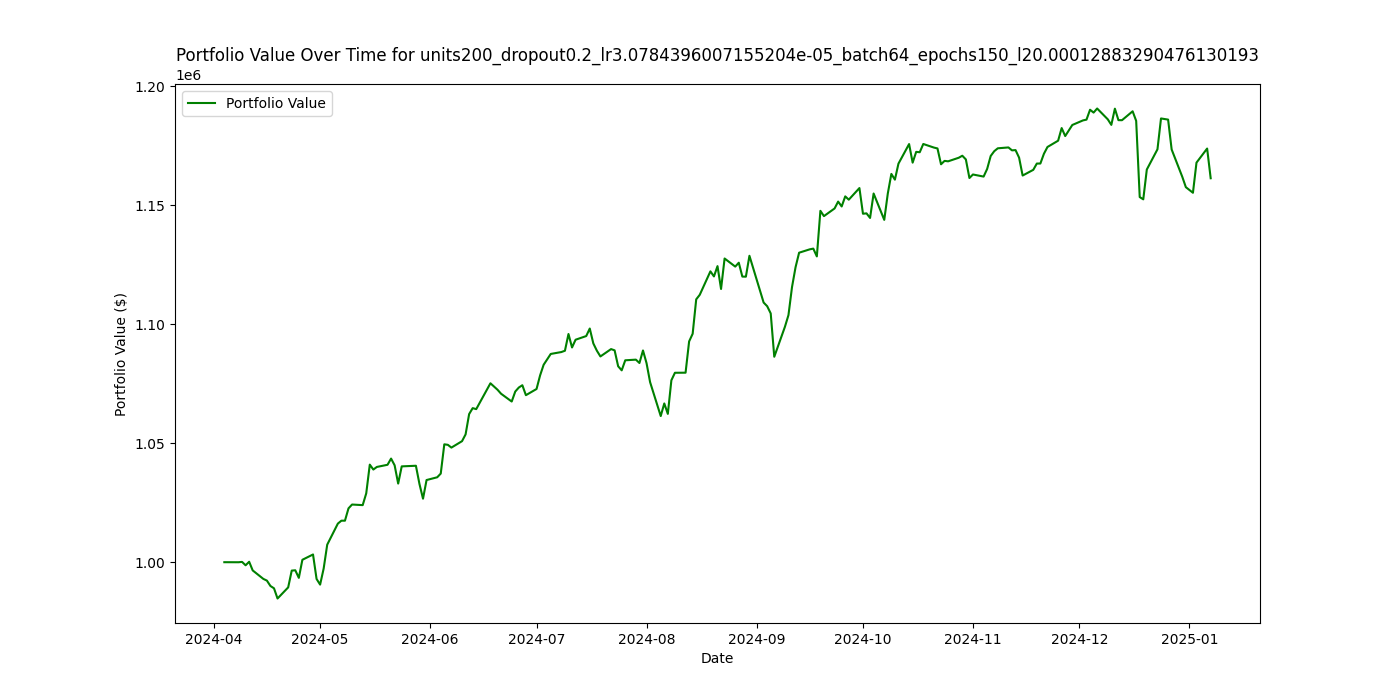 Portfolio Value Over Time for units200_dropout0.2_lr3.0784396007155204e-05_batch64_epochs150_l20.00012883290476130193
1e6
Portfolio Value
1.20
1.15
1.10
1.05
1.00
Portfolio Value ($)
2024-04 2024-05 2024-06 2024-07 2024-08 2024-09 2024-10 2024-11 2024-12 2025-01
Date